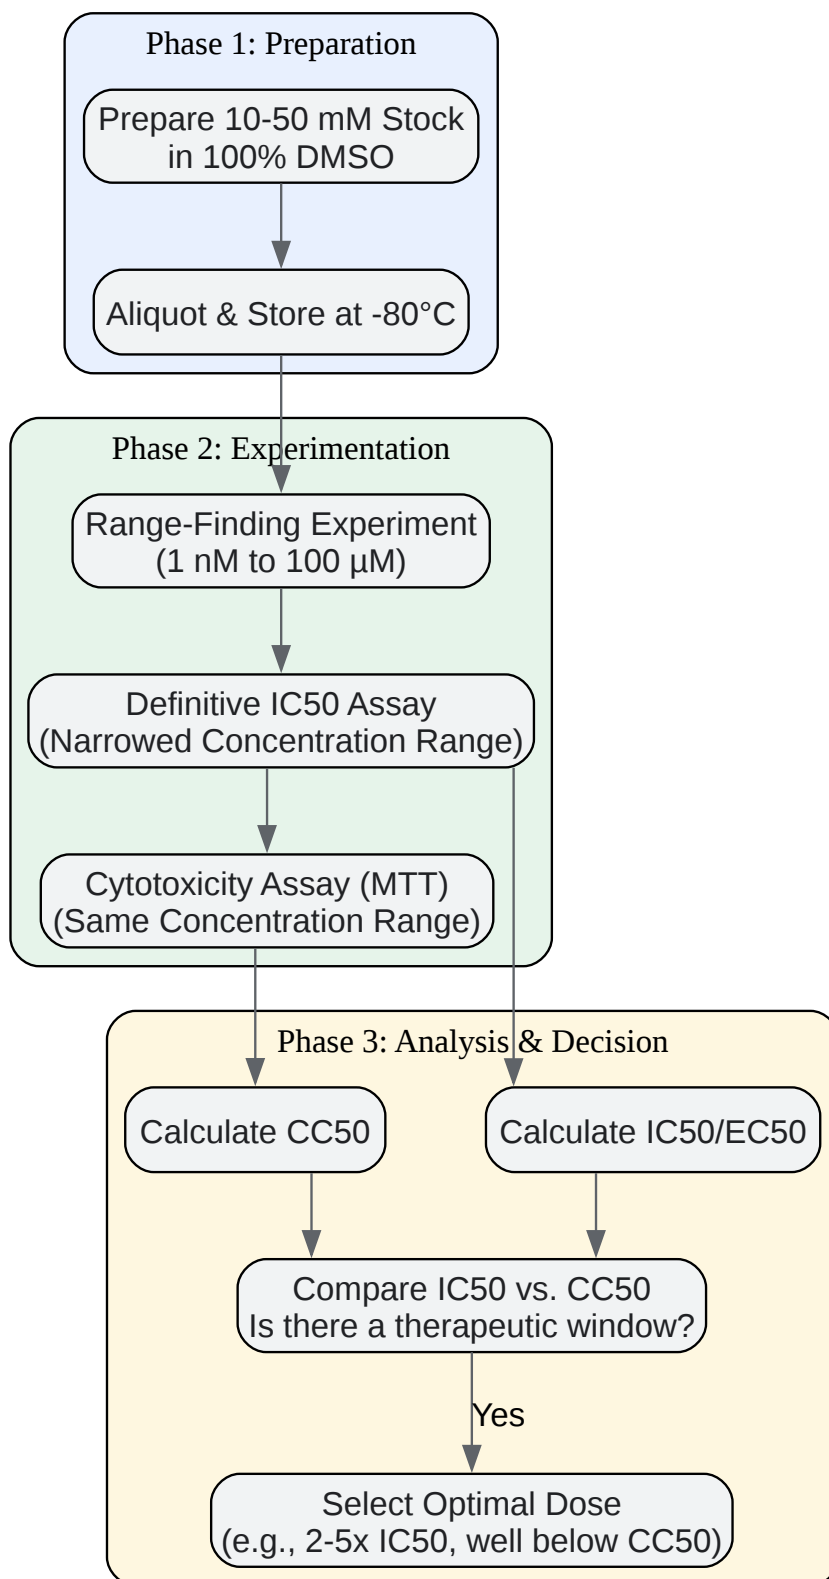 Phase 1: Preparation
Prepare 10-50 mM Stock
in 100% DMSO
Aliquot & Store at -80°C
Phase 2: Experimentation
Range-Finding Experiment
(1 nM to 100 µM)
Definitive IC50 Assay
(Narrowed Concentration Range)
Cytotoxicity Assay (MTT)
(Same Concentration Range)
Phase 3: Analysis & Decision
Calculate CC50
Calculate IC50/EC50
Compare IC50 vs. CC50
Is there a therapeutic window?
Yes
Select Optimal Dose
(e.g., 2-5x IC50, well below CC50)